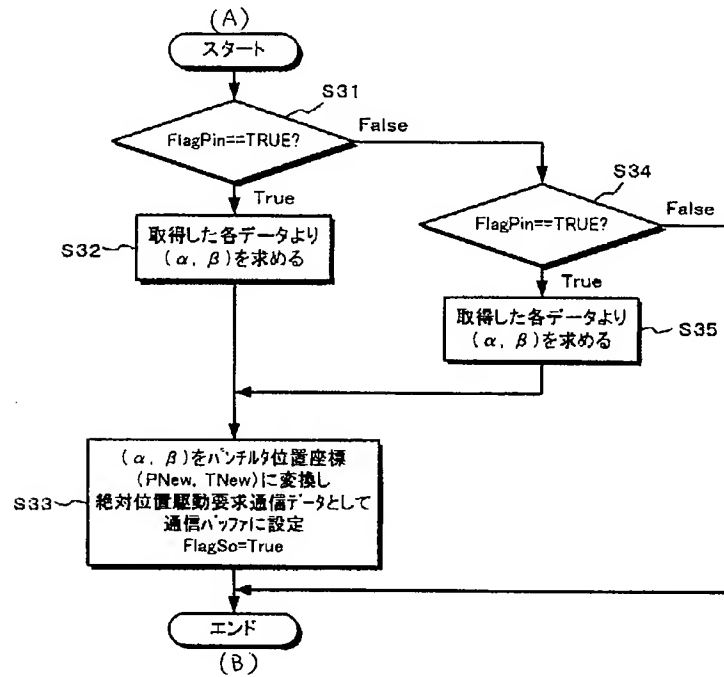 (A)
スタート
S31
FlagPin==TRUE?
False
True
S34
FlagPin==TRUE?
False
True
S32
取得した各データより
(α, β)を求める
取得した各データより
(α, β)を求める
S35
S33
(α, β)をパンチルタ位置座標
(PNew, TNew)に変換し
絶対位置駆動要求通信データとして
通信バッファに設定
FlagSo=True
エンド
(B)